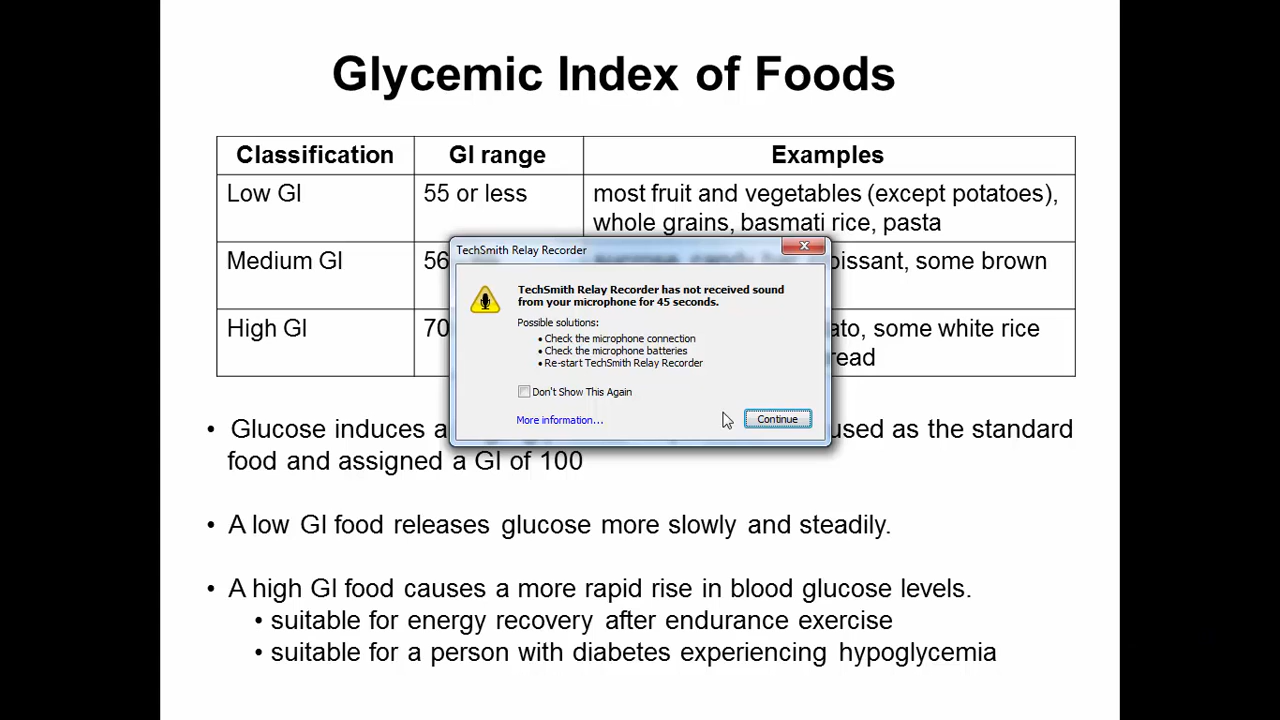 Glycemic Index of Foods
Classification GI range Examples
Low GI 55 or less most fruit and vegetables (except potatoes),
whole grains, basmati rice, pasta
TechSmith Relay Recorder
Medium GI 56 sucrose, candy bar, croissant, some brown
TechSmith Relay Recorder has not received sound
from your microphone for 45 seconds.
Possible solutions:
High GI 70 some white rice
• Check the microphone connection
• Check the microphone batteries
• Re-start TechSmith Relay Recorder
Don't Show This Again
More information...
Continue
• Glucose induces a used as the standard
food and assigned a GI of 100
• A low GI food releases glucose more slowly and steadily.
• A high GI food causes a more rapid rise in blood glucose levels.
• suitable for energy recovery after endurance exercise
• suitable for a person with diabetes experiencing hypoglycemia